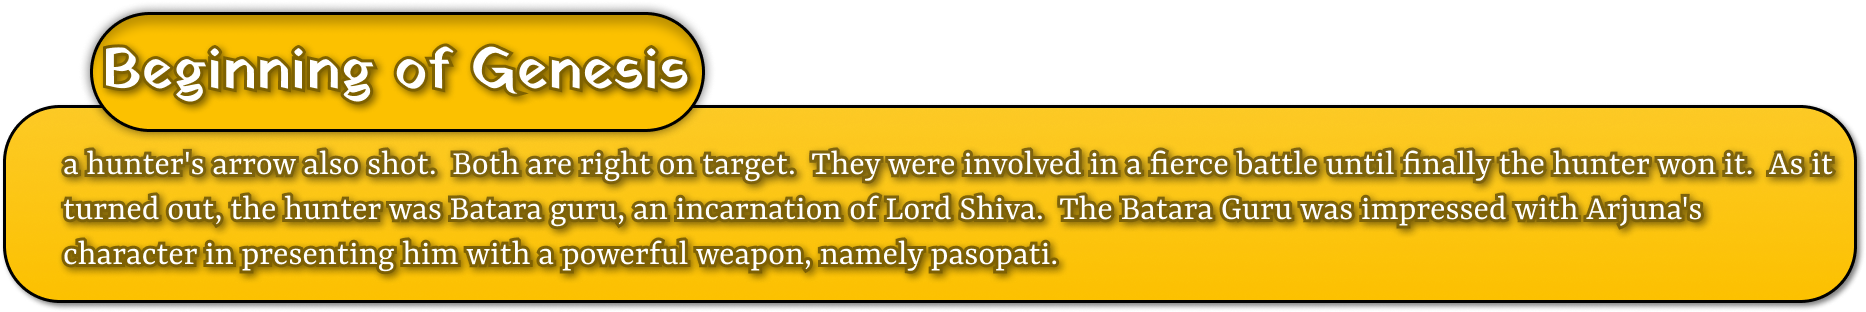 Beginning of Genesis
a hunter's arrow also shot.  Both are right on target.  They were involved in a fierce battle until finally the hunter won it.  As it
turned out, the hunter was Batara guru, an incarnation of Lord Shiva.  The Batara Guru was impressed with Arjuna's
character in presenting him with a powerful weapon, namely pasopati.